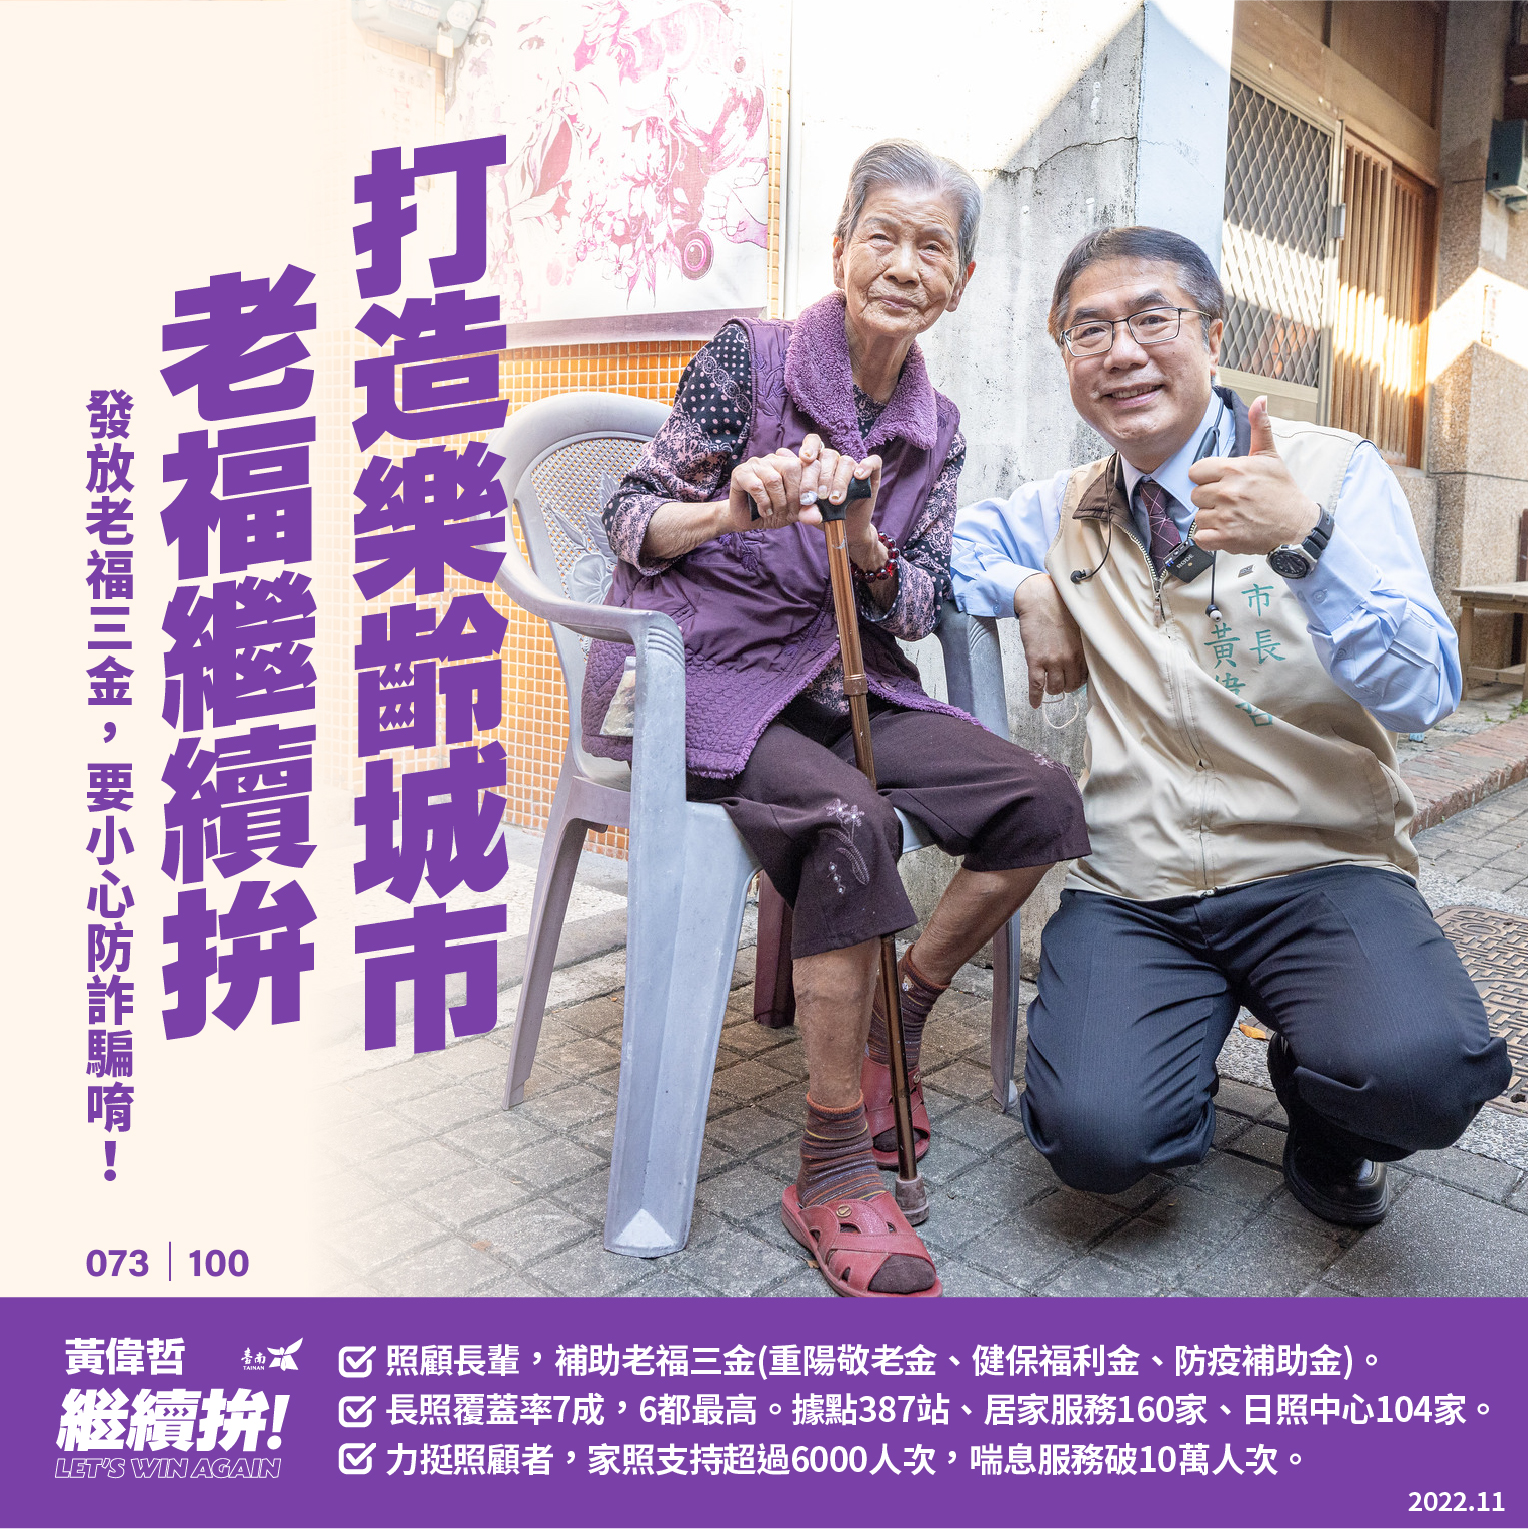 打造樂齡城市
老福繼續拚
發放老福三金，要小心防詐騙唷！
073｜100
市長
黃偉哲
黃偉哲
臺南
TAINAN
繼續拚!
LET'S WIN AGAIN
照顧長輩，補助老福三金(重陽敬老金、健保福利金、防疫補助金)。
長照覆蓋率7成，6都最高。據點387站、居家服務160家、日照中心104家。
力挺照顧者，家照支持超過6000人次，喘息服務破10萬人次。
2022.11